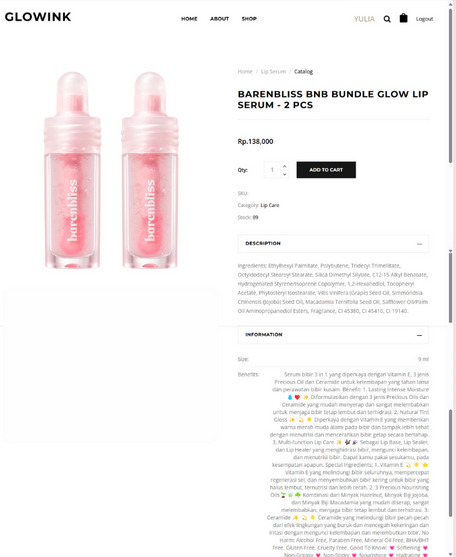 GLOWINK
HOME ABOUT SHOP
YULIA Logout
Home / Lip Serum / Catalog
BARENBLISS BNB BUNDLE GLOW LIP
SERUM - 2 PCS
Rp.138,000
Qty: 1 ADD TO CART
SKU:
Category: Lip Care
Stock: 89
barenbliss
barenbliss
DESCRIPTION
Ingredients: Ethylhexyl Palmitate, Polybutene, Tridecyl Trimellitate,
Octyldodecyl Stearoyl Stearate, Silica Dimethyl Silylate, C12-15 Alkyl Benzoate,
Hydrogenated Styrene/Isoprene Copolymer, 1,2-Hexanediol, Tocopheryl
Acetate, Phytosteryl Isostearate, Vitis Vinifera (Grape) Seed Oil, Simmondsia
Chinensis (Jojoba) Seed Oil, Macadamia Ternifolia Seed Oil, Safflower Oil/Palm
Oil Aminopropanediol Esters, Fragrance, CI 45380, CI 45410, CI 19140.
INFORMATION
Size: 9 ml
Benefits: Serum bibir 3 in 1 yang diperkaya dengan Vitamin E, 3 jenis
Precious Oil dan Ceramide untuk kelembapan yang tahan lama
dan perawatan bibir kusam. Benefit: 1. Lasting Intense Moisture
💧 ❤️ ✨ Diformulasikan dengan 3 jenis Precious Oils dan
Ceramide yang mudah menyerap dan sangat melembabkan
untuk menjaga bibir tetap lembut dan terhidrasi. 2. Natural Tint
Gloss Diperkaya dengan Vitamin E yang memberikan
warna merah muda alami pada bibir dan tampak lebih sehat
dengan menutrisi dan mencerahkan bibir gelap secara bertahap.
3. Multi-function Lip Care Sebagai Lip Base, Lip Sealer,
dan Lip Healer yang menghidrasi bibir, mengunci kelembapan,
dan menutrisi bibir. Dapat kamu pakai sesukamu, pada
kesempatan apapun. Special Ingredients: 1. Vitamin E
Vitamin E yang melindungi bibir seluruhnya, mempercepat
regenerasi sel, dan menyembuhkan bibir kering untuk bibir yang
halus lembut, ternutrisi dan lebih cerah. 2. 3 Precious Nourishing
Oils Kombinasi dari Minyak Hazelnut, Minyak Biji Jojoba,
dan Minyak Biji Macadamia yang mudah diserap, sangat
melembabkan, menjaga bibir tetap lembut dan terhidrasi. 3.
Ceramide Ceramide yang melindungi bibir pecah-pecah
dari efek lingkungan yang buruk dan mencegah kekeringan dan
iritasi dengan mengunci kelembapan dan melembutkan bibir. No
harm: Alcohol Free, Paraben Free, Mineral Oil Free, BHA/BHT
Free, Gluten Free, Cruelty Free. Good To Know: Softening
Non-Greasy Non-Sticky Nourishing Hydrating